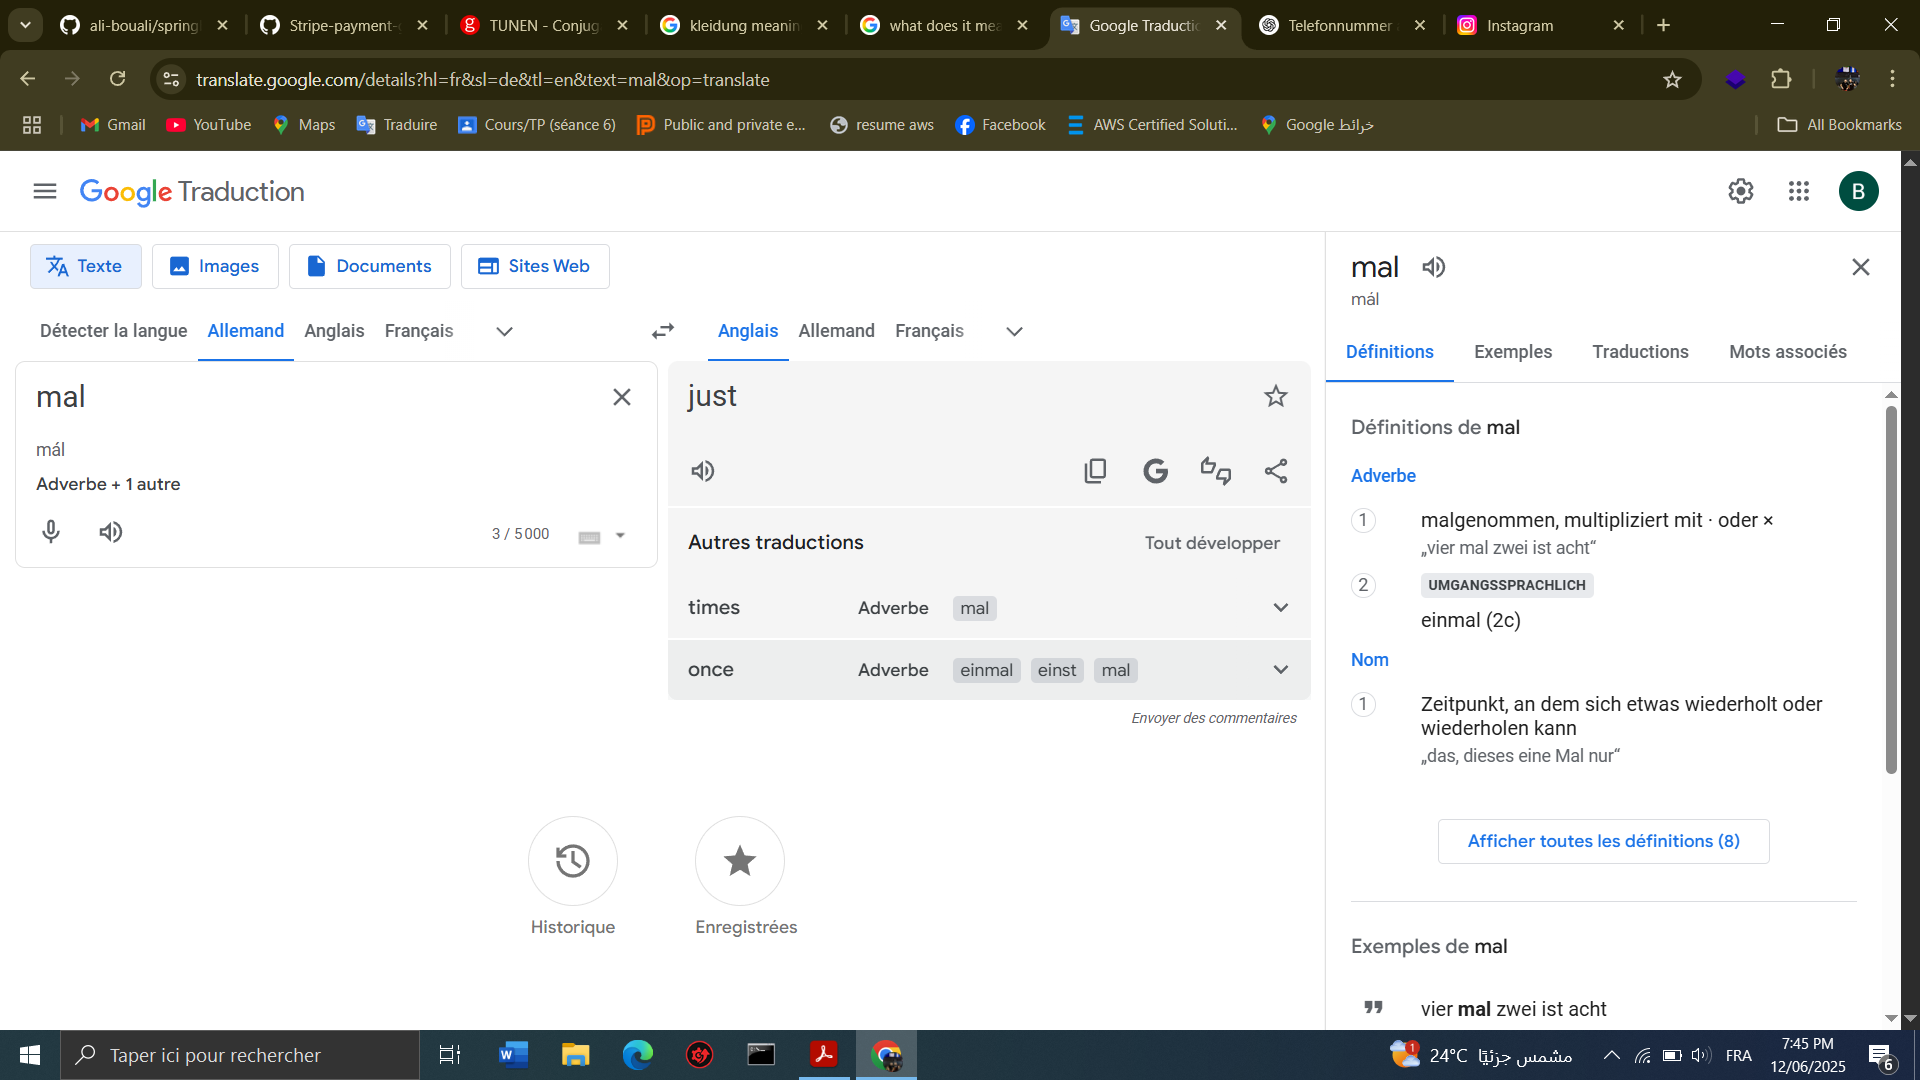 ali-bouali/spring
Stripe-payment-
TUNEN - Conjug
kleidung meanin
what does it mea
Google Traductio
Telefonnummer
Instagram
translate.google.com/details?hl=fr&sl=de&tl=en&text=mal&op=translate
Gmail
YouTube
Maps
Traduire
Cours/TP (séance 6)
Public and private e...
resume aws
Facebook
AWS Certified Soluti...
خرائط Google
All Bookmarks
Google Traduction
B
Texte
Images
Documents
Sites Web
Détecter la langue
Allemand
Anglais
Français
Anglais
Allemand
Français
mal
mál
Adverbe + 1 autre
3 / 5 000
just
Autres traductions
Tout développer
times Adverbe mal
once Adverbe einmal einst mal
Envoyer des commentaires
Historique
Enregistrées
mal
mál
Définitions
Exemples
Traductions
Mots associés
Définitions de mal
Adverbe
1 malgenommen, multipliziert mit · oder ×
„vier mal zwei ist acht“
2 UMGANGSSPRACHLICH
einmal (2c)
Nom
1 Zeitpunkt, an dem sich etwas wiederholt oder
wiederholen kann
„das, dieses eine Mal nur“
Afficher toutes les définitions (8)
Exemples de mal
vier mal zwei ist acht
Taper ici pour rechercher
1
24°C مشمس جزئيًا
FRA
7:45 PM
12/06/2025
6